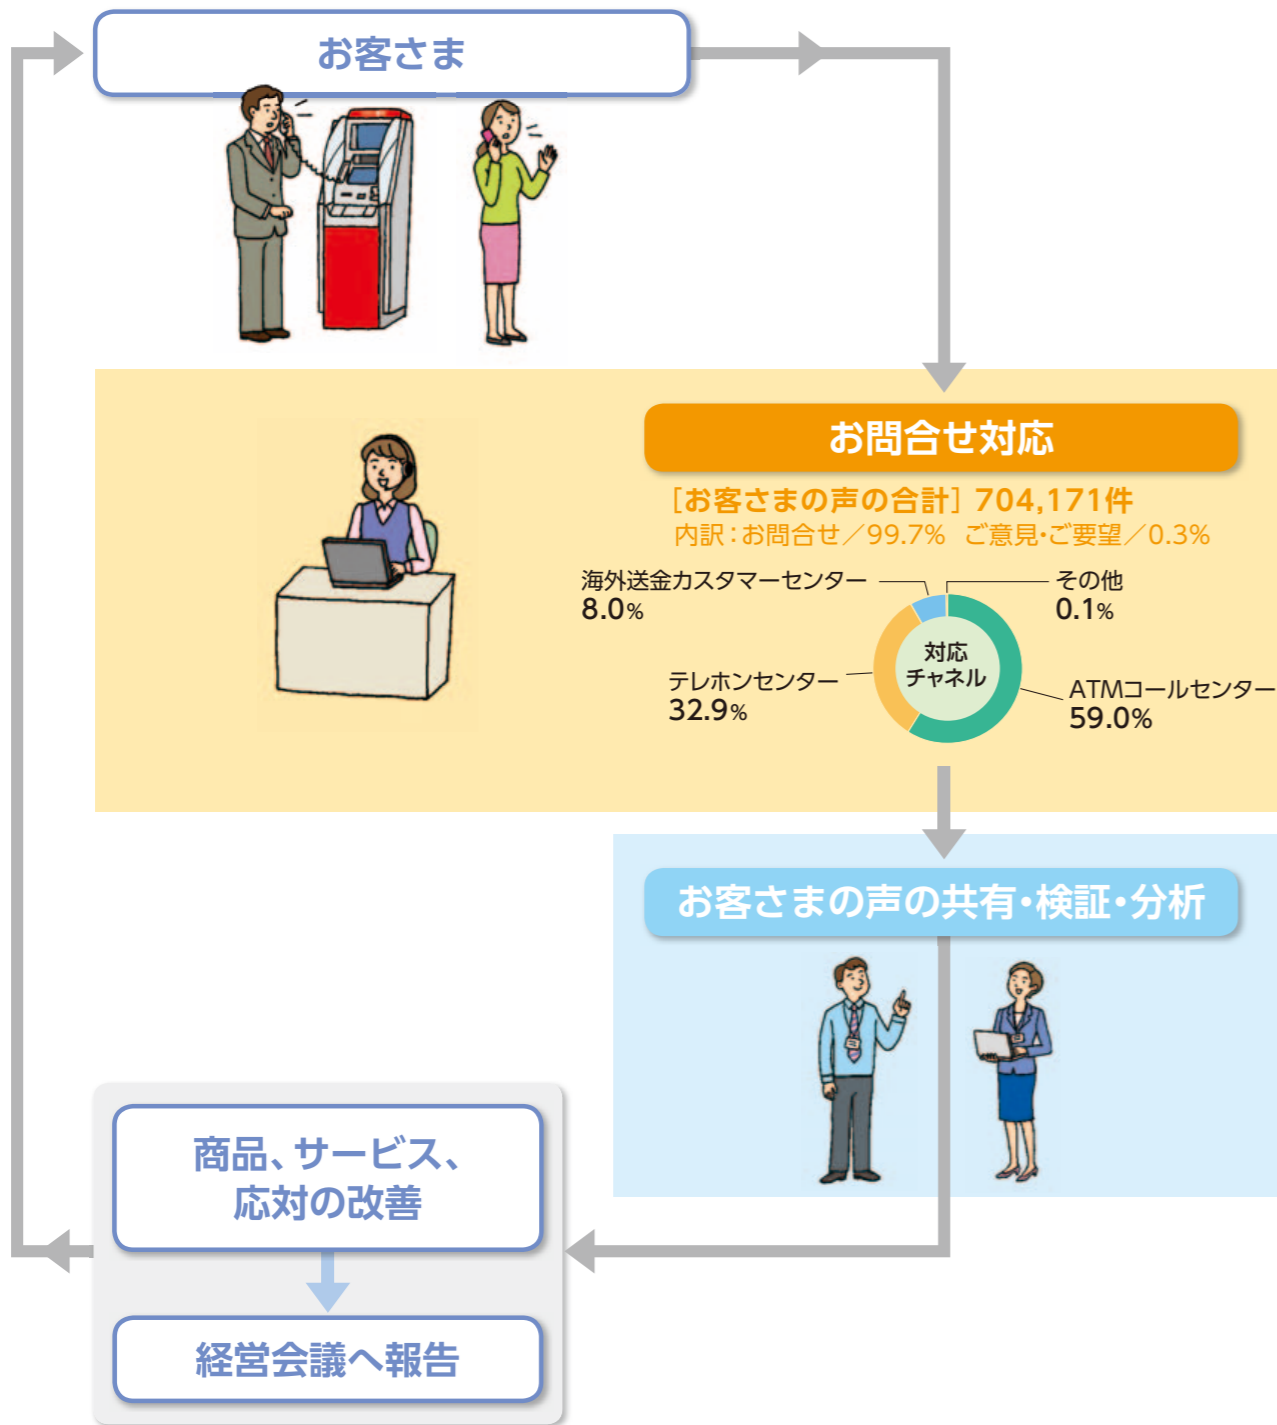 お客さま
お問合せ対応
[お客さまの声の合計] 704,171件
内訳:お問合せ/99.7% ご意見・ご要望/0.3%
海外送金カスタマーセンター
8.0%
その他
0.1%
対応
チャネル
テレホンセンター
32.9%
ATMコールセンター
59.0%
お客さまの声の共有・検証・分析
商品、サービス、
応対の改善
経営会議へ報告